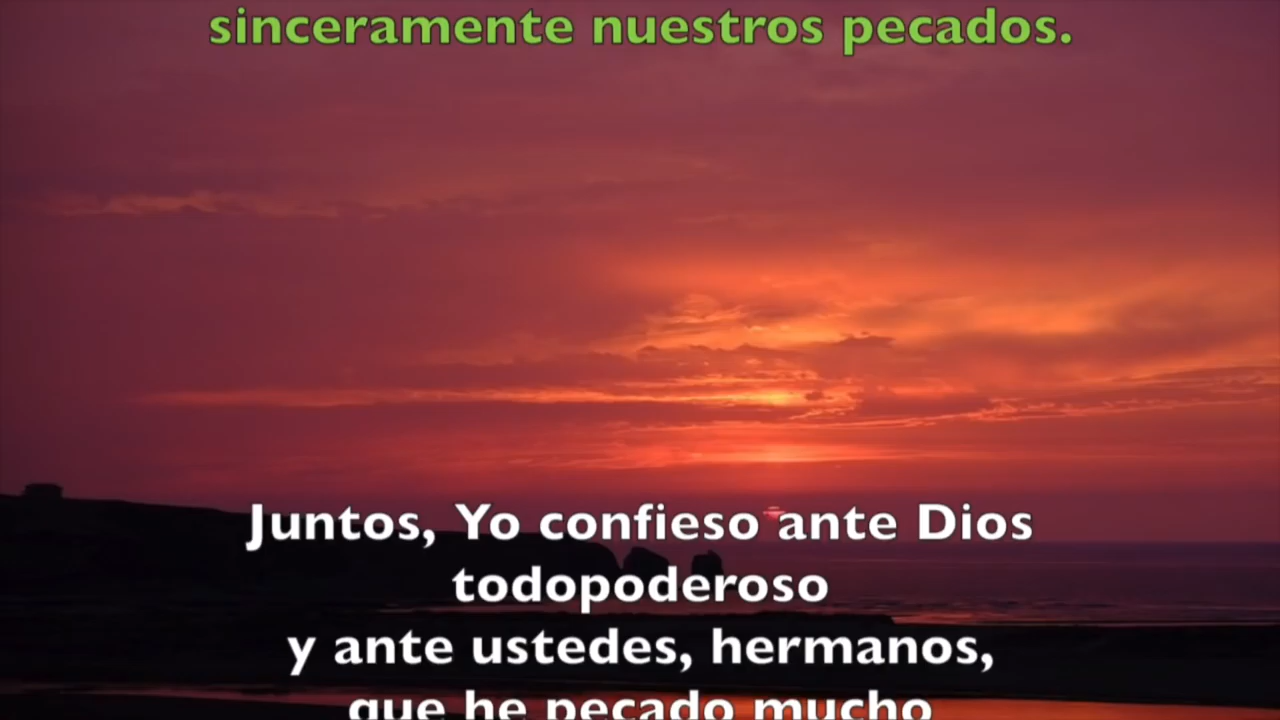 sinceramente nuestros pecados.
Juntos, Yo confieso ante Dios
todopoderoso
y ante ustedes, hermanos,
que he pecado mucho